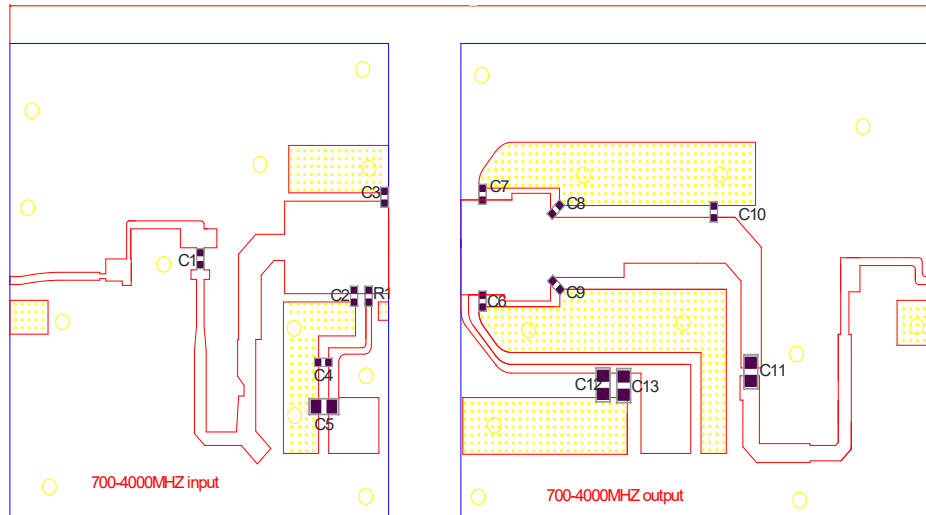 C3
C1
C2 R1
C4
C5
700-4000MHZ input
C7
C8
C10
C9
C6
C11
C12
C13
700-4000MHZ output